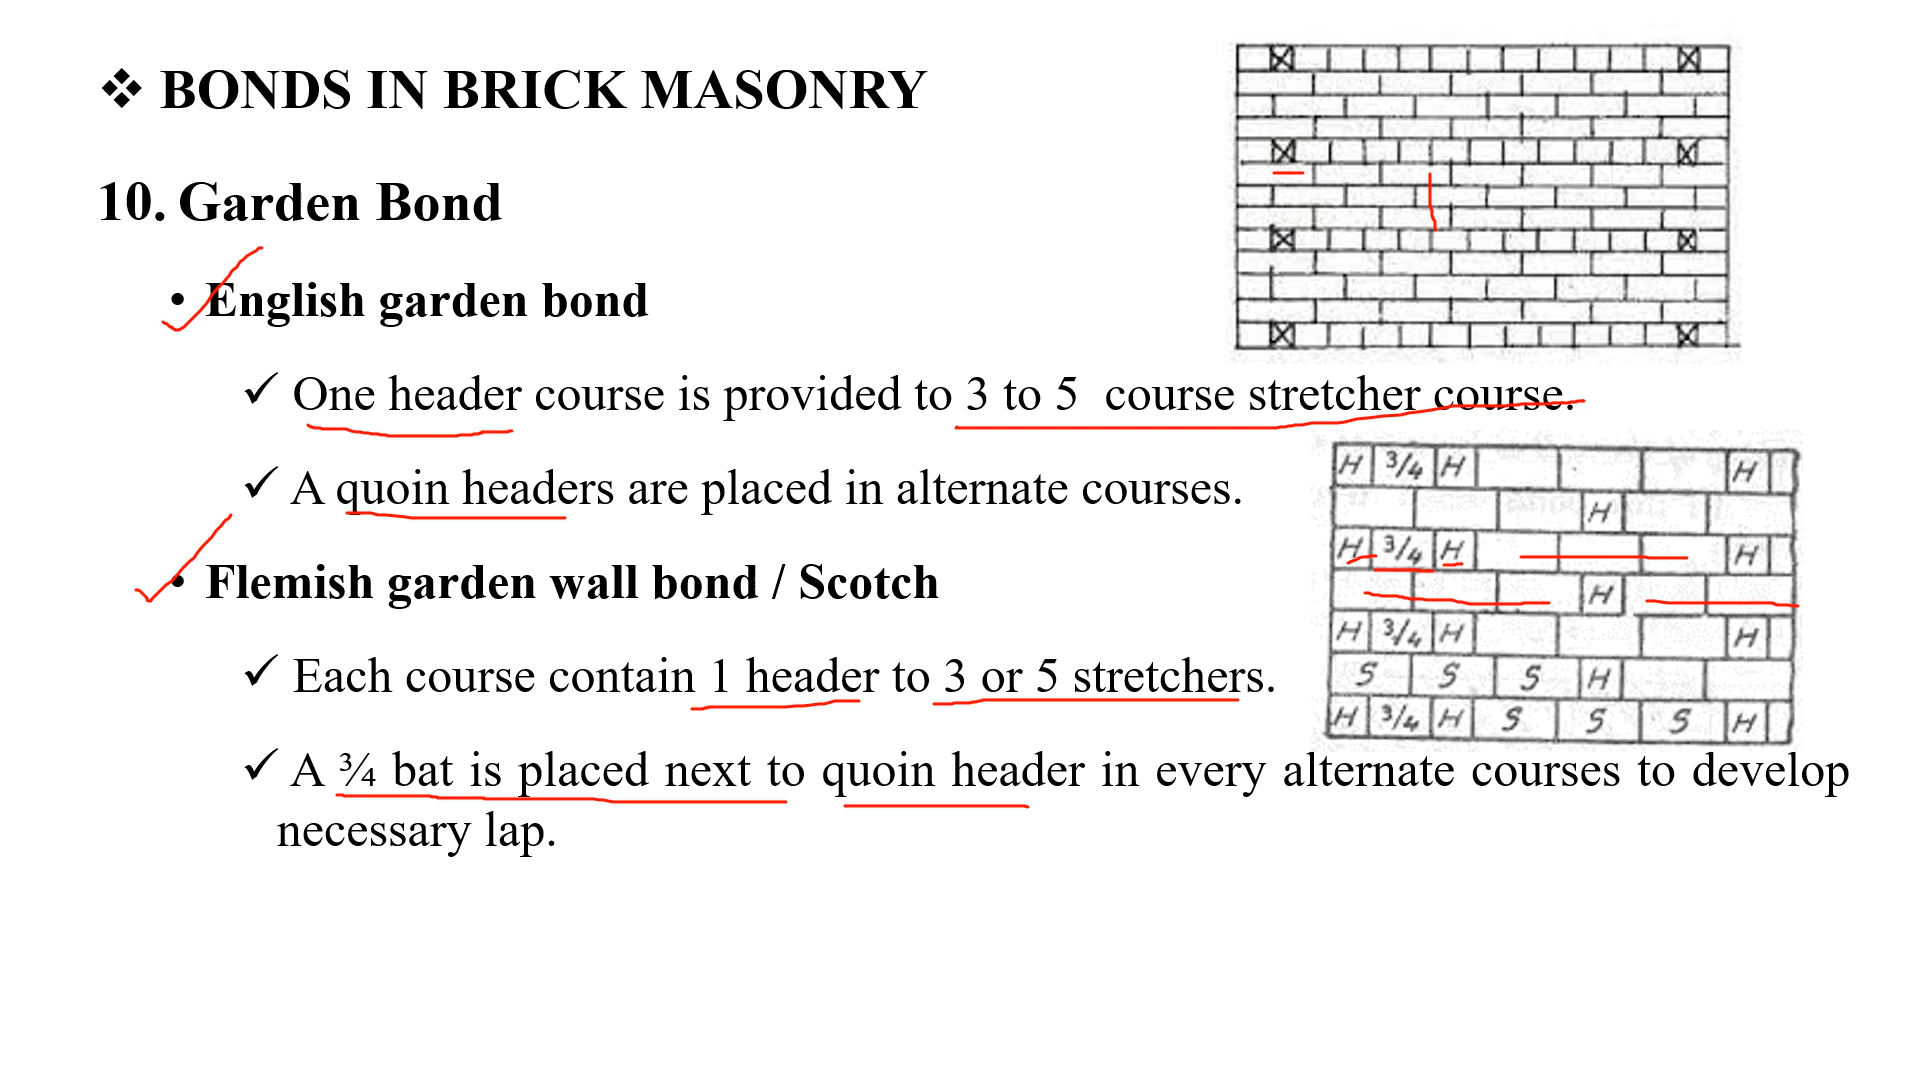 ❖ BONDS IN BRICK MASONRY
10. Garden Bond
• English garden bond
✓ One header course is provided to 3 to 5 course stretcher course.
✓ A quoin headers are placed in alternate courses.
• Flemish garden wall bond / Scotch
✓ Each course contain 1 header to 3 or 5 stretchers.
✓ A ¾ bat is placed next to quoin header in every alternate courses to develop
necessary lap.
H 3/4 H H
H
H 3/4 H H
H
H 3/4 H H
S S S H
H 3/4 H S S S H